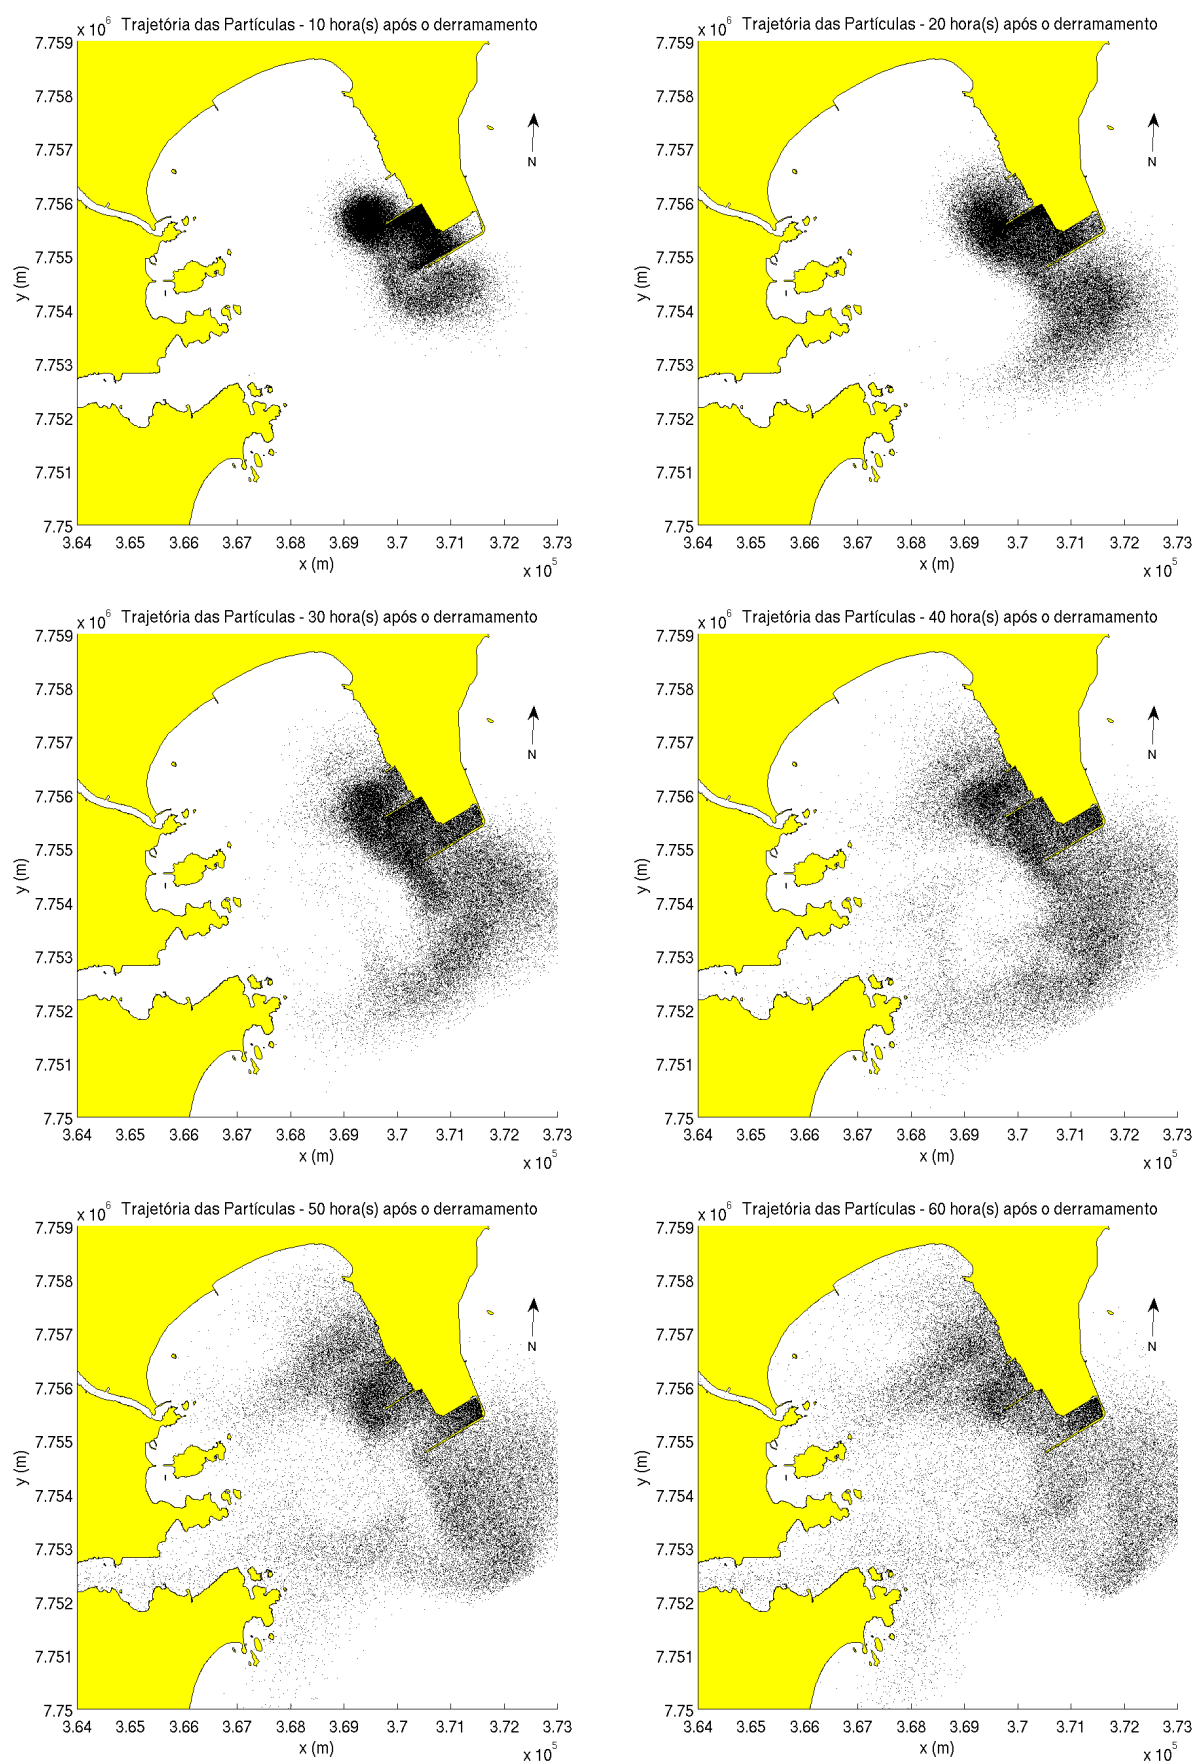 x 10^6 Trajetória das Partículas - 10 hora(s) após o derramamento
7.759
7.758
7.757
7.756
7.755
7.754
7.753
7.752
7.751
7.75
y (m)
N
3.64 3.65 3.66 3.67 3.68 3.69 3.7 3.71 3.72 3.73
x (m)
x 10^5
x 10^6 Trajetória das Partículas - 20 hora(s) após o derramamento
7.759
7.758
7.757
7.756
7.755
7.754
7.753
7.752
7.751
7.75
y (m)
N
3.64 3.65 3.66 3.67 3.68 3.69 3.7 3.71 3.72 3.73
x (m)
x 10^5
x 10^6 Trajetória das Partículas - 30 hora(s) após o derramamento
7.759
7.758
7.757
7.756
7.755
7.754
7.753
7.752
7.751
7.75
y (m)
N
3.64 3.65 3.66 3.67 3.68 3.69 3.7 3.71 3.72 3.73
x (m)
x 10^5
x 10^6 Trajetória das Partículas - 40 hora(s) após o derramamento
7.759
7.758
7.757
7.756
7.755
7.754
7.753
7.752
7.751
7.75
y (m)
N
3.64 3.65 3.66 3.67 3.68 3.69 3.7 3.71 3.72 3.73
x (m)
x 10^5
x 10^6 Trajetória das Partículas - 50 hora(s) após o derramamento
7.759
7.758
7.757
7.756
7.755
7.754
7.753
7.752
7.751
7.75
y (m)
N
3.64 3.65 3.66 3.67 3.68 3.69 3.7 3.71 3.72 3.73
x (m)
x 10^5
x 10^6 Trajetória das Partículas - 60 hora(s) após o derramamento
7.759
7.758
7.757
7.756
7.755
7.754
7.753
7.752
7.751
7.75
y (m)
N
3.64 3.65 3.66 3.67 3.68 3.69 3.7 3.71 3.72 3.73
x (m)
x 10^5